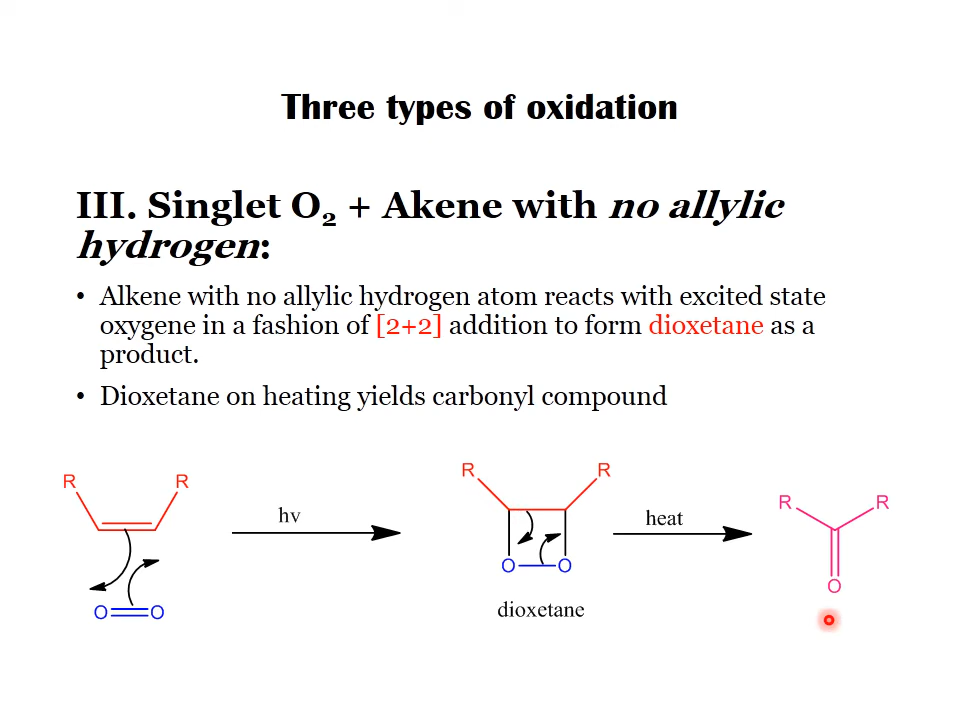 Three types of oxidation
III. Singlet O₂ + Akene with no allylic
hydrogen:
• Alkene with no allylic hydrogen atom reacts with excited state
oxygene in a fashion of [2+2] addition to form dioxetane as a
product.
• Dioxetane on heating yields carbonyl compound
R R
O O
hv
R R
O O
dioxetane
heat
R R
O